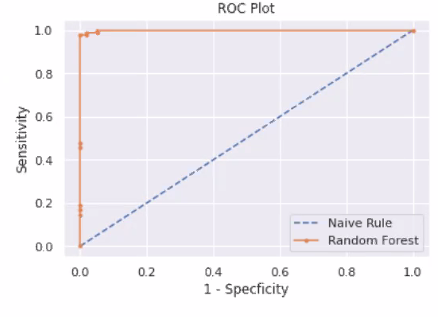 ROC Plot
1.0
0.8
0.6
0.4
0.2
0.0
Sensitivity
Naive Rule
Random Forest
0.0 0.2 0.4 0.6 0.8 1.0
1 - Specficity